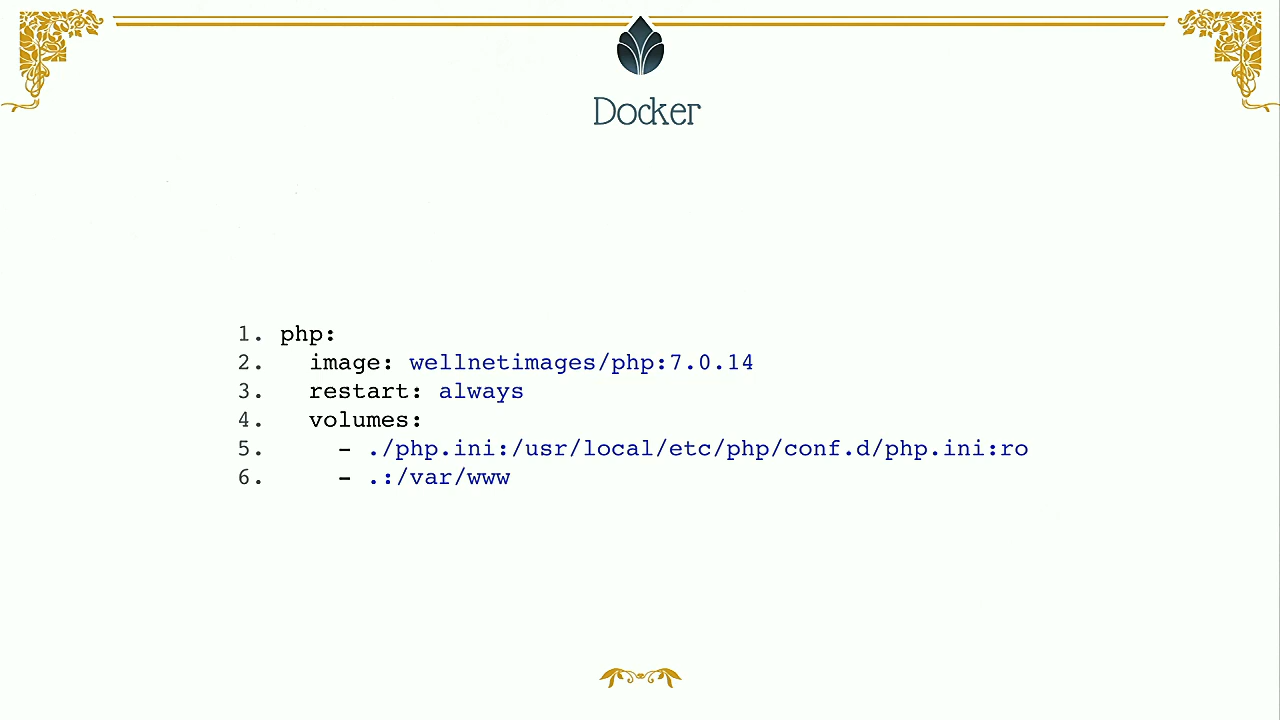 Docker
1. php:
2.   image: wellnetimages/php:7.0.14
3.   restart: always
4.   volumes:
5.     - ./php.ini:/usr/local/etc/php/conf.d/php.ini:ro
6.     - .:/var/www